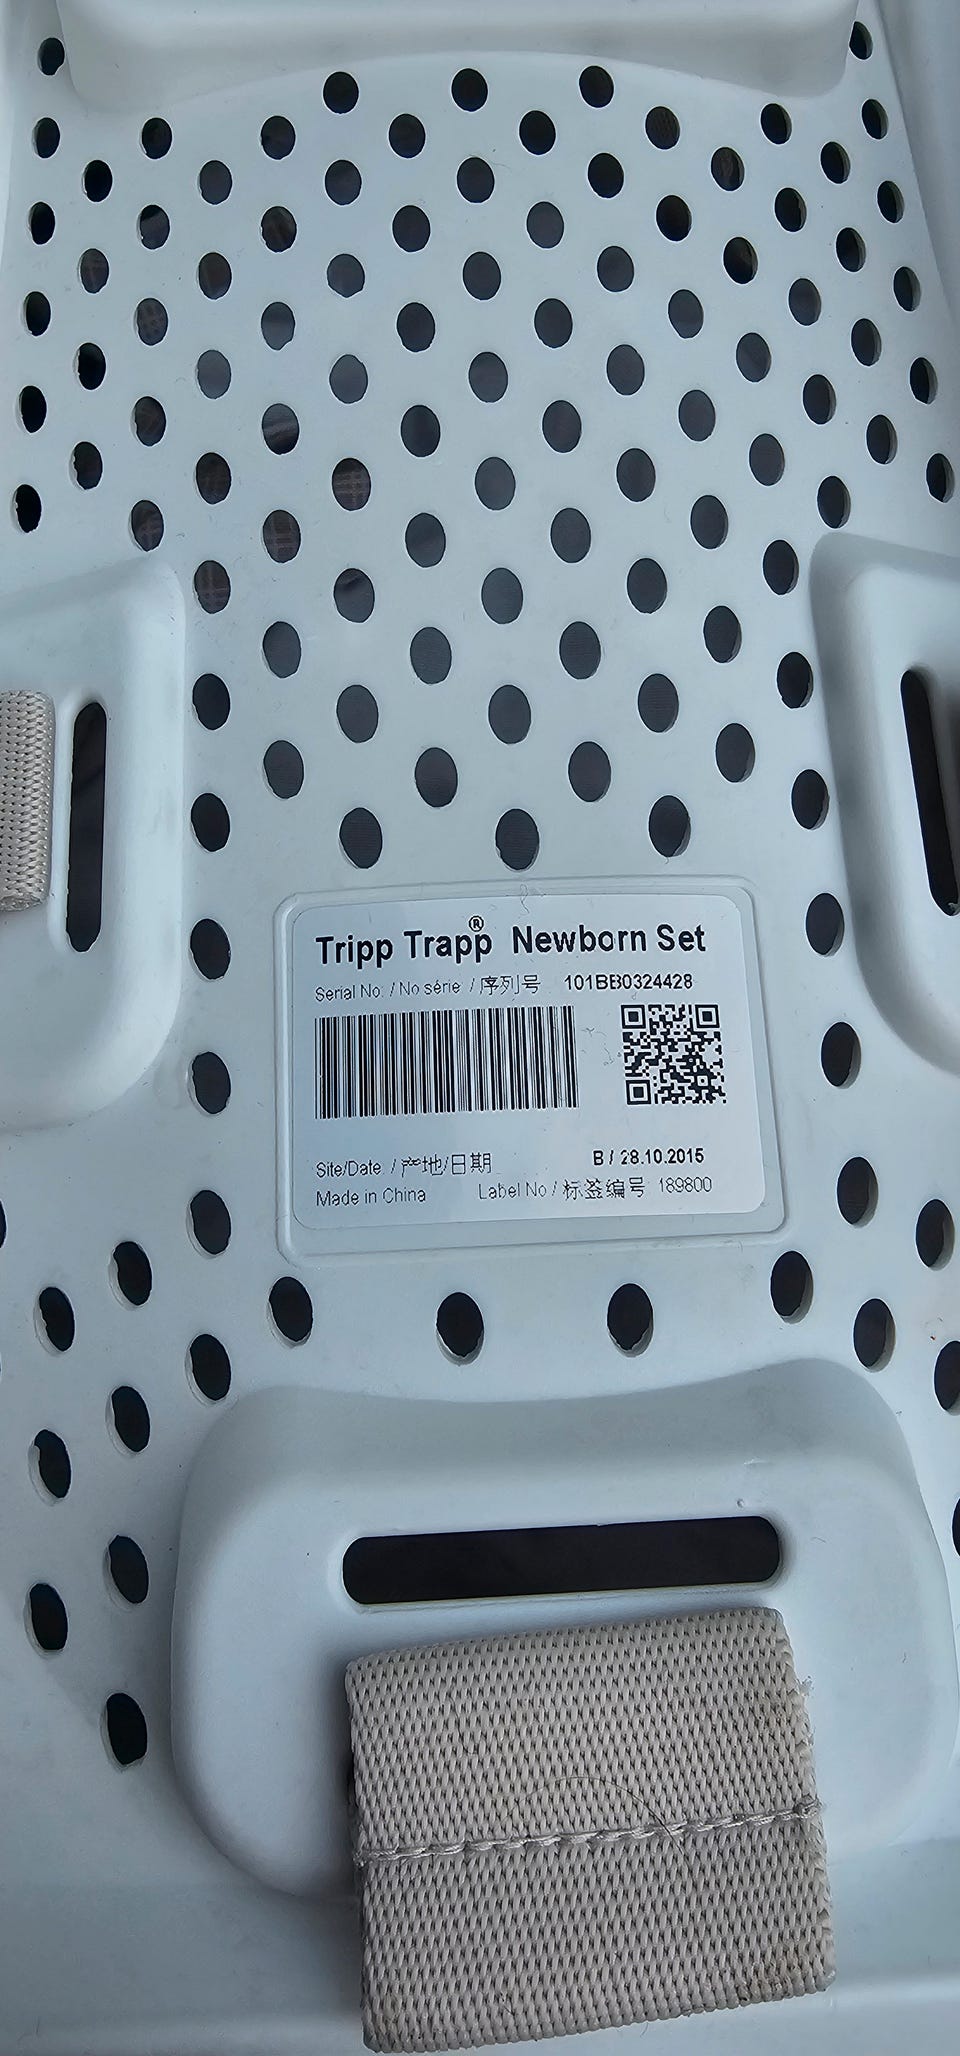 Tripp Trapp® Newborn Set
Serial No. / No série / 序列号 101BB0324428
Site/Date / 产地/日期 B / 28.10.2015
Made in China Label No / 标签编号 189800